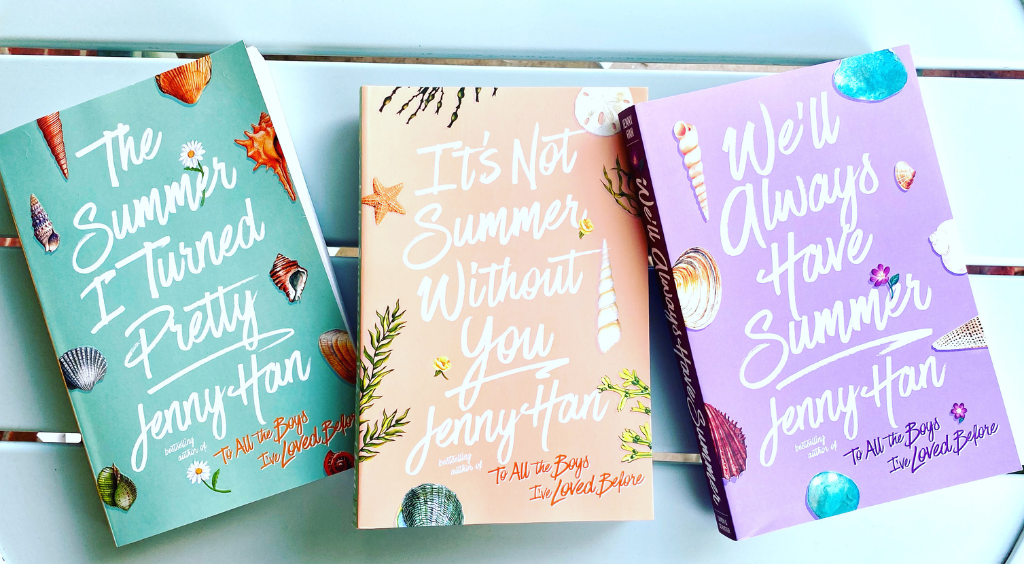 The
Summer
I Turned
Pretty
Jenny Han
bestselling
author of
To All the Boys
I've Loved Before
It's Not
Summer
Without
You
Jenny Han
bestselling
author of
To All the Boys
I've Loved Before
We'll Always Have Summer
We'll
Always
Have
Summer
Jenny Han
bestselling
author of
To All the Boys
I've Loved Before